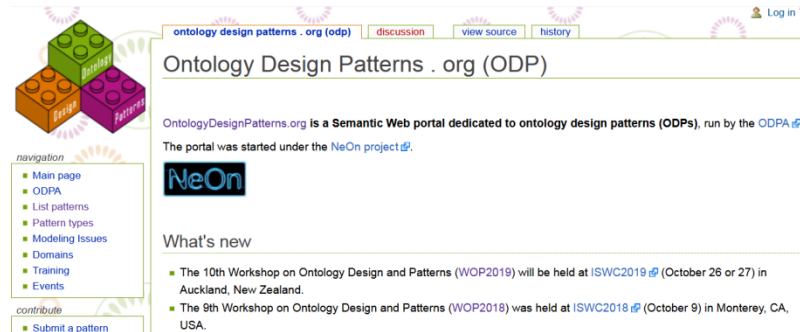 Log in
ontology design patterns . org (odp)
discussion
view source
history
Ontology
Design
Patterns
Ontology Design Patterns . org (ODP)
OntologyDesignPatterns.org is a Semantic Web portal dedicated to ontology design patterns (ODPs), run by the ODPA
The portal was started under the NeOn project.
NeOn
navigation
Main page
ODPA
List patterns
Pattern types
Modeling Issues
Domains
Training
Events
contribute
Submit a pattern
What's new
The 10th Workshop on Ontology Design and Patterns (WOP2019) will be held at ISWC2019 (October 26 or 27) in
Auckland, New Zealand.
The 9th Workshop on Ontology Design and Patterns (WOP2018) was held at ISWC2018 (October 9) in Monterey, CA,
USA.